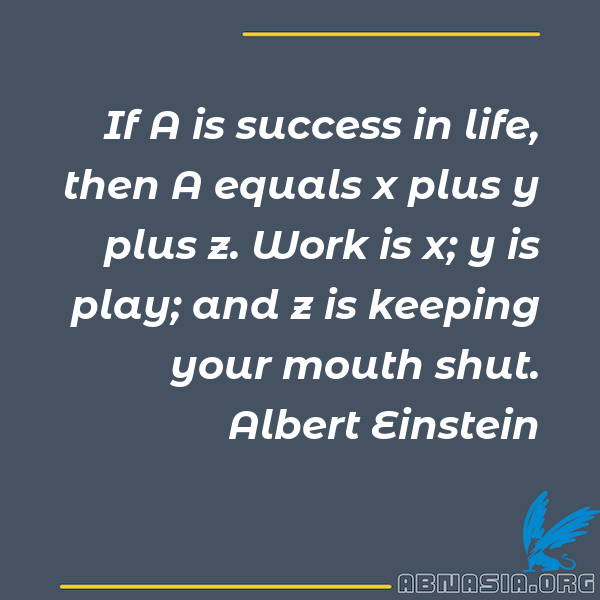 If A is success in life,
then A equals x plus y
plus z. Work is x; y is
play; and z is keeping
your mouth shut.
Albert Einstein
ABNASIA.ORG